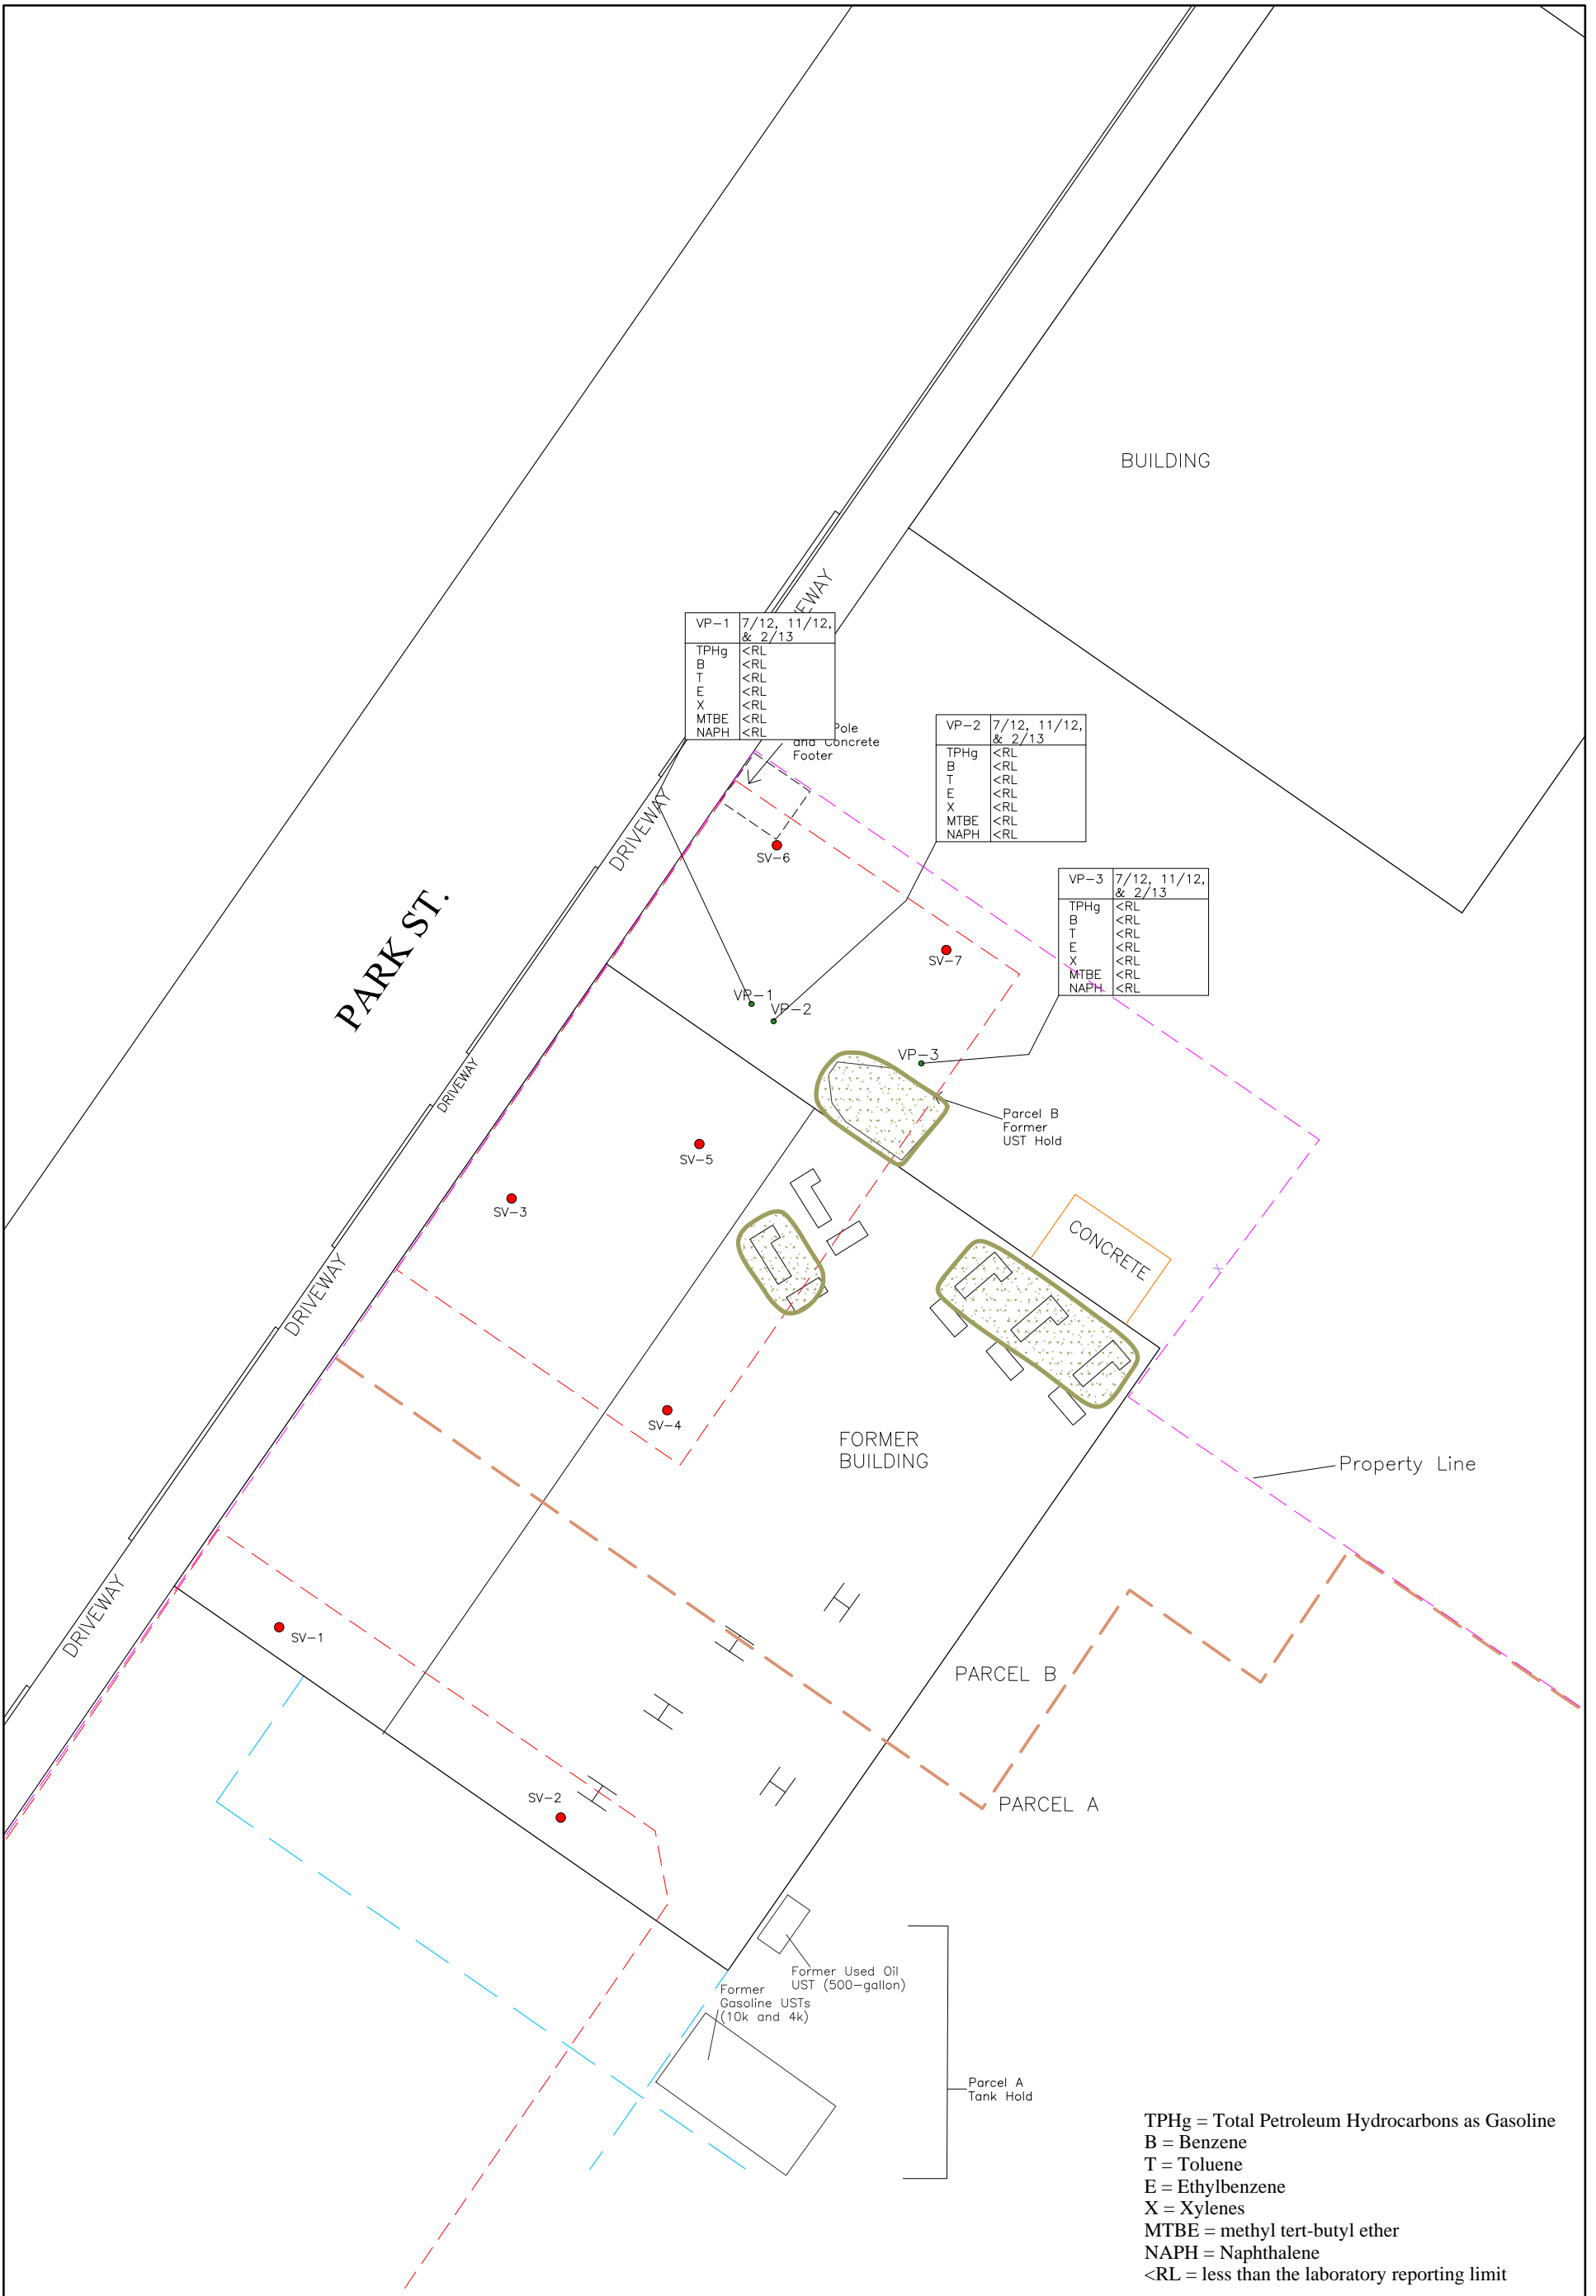 BUILDING
EWAY
VP-1 7/12, 11/12,
& 2/13
TPHg <RL
B <RL
T <RL
E <RL
X <RL
MTBE <RL
NAPH <RL
Pole
and Concrete
Footer
VP-2 7/12, 11/12,
& 2/13
TPHg <RL
B <RL
T <RL
E <RL
X <RL
MTBE <RL
NAPH <RL
DRIVEWAY
SV-6
VP-3 7/12, 11/12,
& 2/13
TPHg <RL
B <RL
T <RL
E <RL
X <RL
MTBE <RL
NAPH <RL
PARK ST.
SV-7
VP-1
VP-2
VP-3
DRIVEWAY
Parcel B
Former
UST Hold
SV-5
SV-3
CONCRETE
X
DRIVEWAY
SV-4
FORMER
BUILDING
Property Line
DRIVEWAY
SV-1
PARCEL B
SV-2
PARCEL A
Former Used Oil
UST (500-gallon)
Former
Gasoline USTs
(10k and 4k)
Parcel A
Tank Hold
TPHg = Total Petroleum Hydrocarbons as Gasoline
B = Benzene
T = Toluene
E = Ethylbenzene
X = Xylenes
MTBE = methyl tert-butyl ether
NAPH = Naphthalene
<RL = less than the laboratory reporting limit